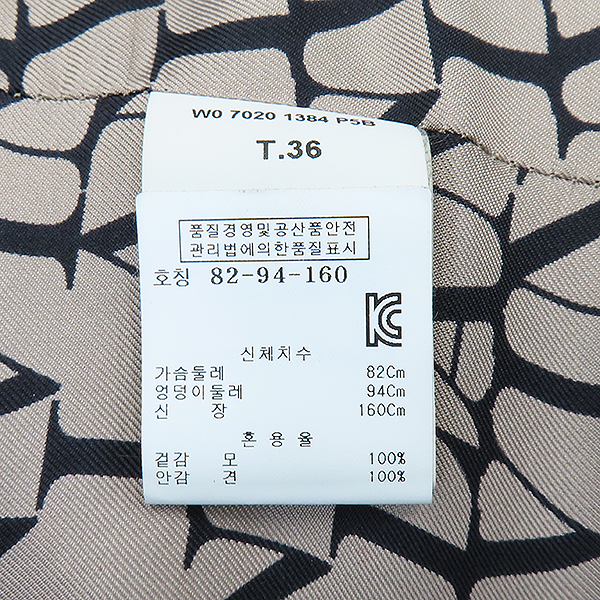 W0 7020 1384 P5B
T.36
품질경영및공산품안전
관리법에의한품질표시
호칭 82-94-160
KC
신체치수
가슴둘레 82Cm
엉덩이둘레 94Cm
신 장 160Cm
혼 용 율
겉감 모 100%
안감 견 100%